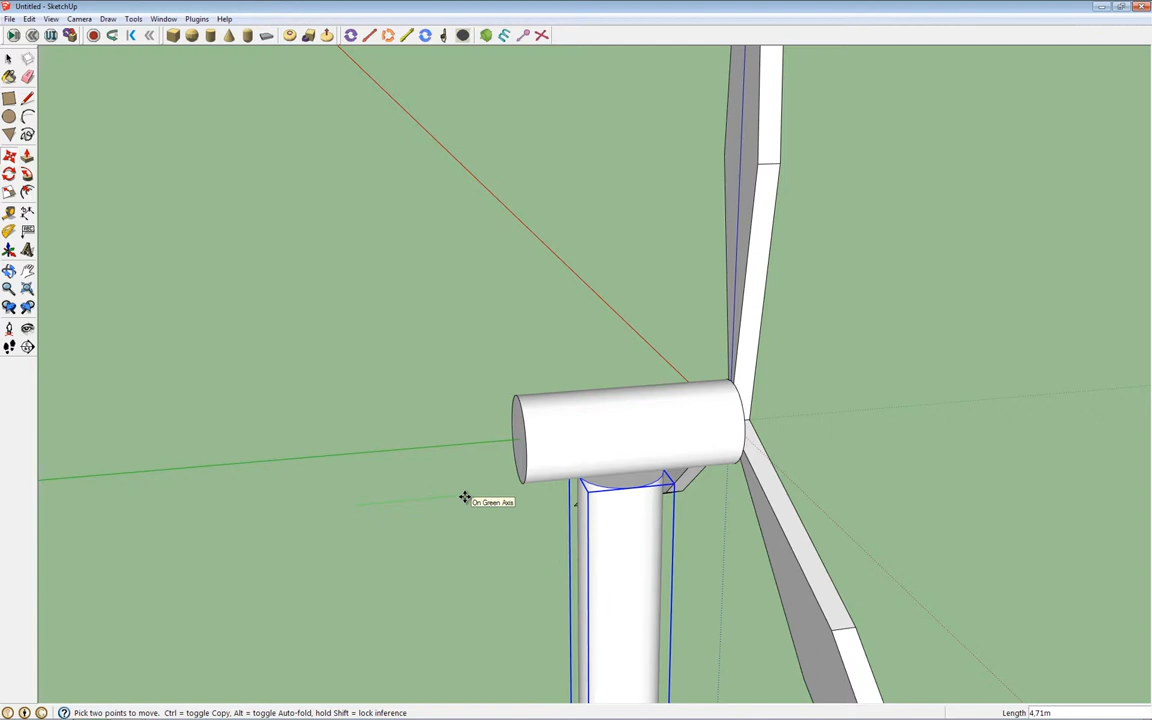 Untitled - SketchUp
File Edit View Camera Draw Tools Window Plugins Help
On Green Axis
Pick two points to move. Ctrl = toggle Copy, Alt = toggle Auto-fold, hold Shift = lock inference
Length 4,71m